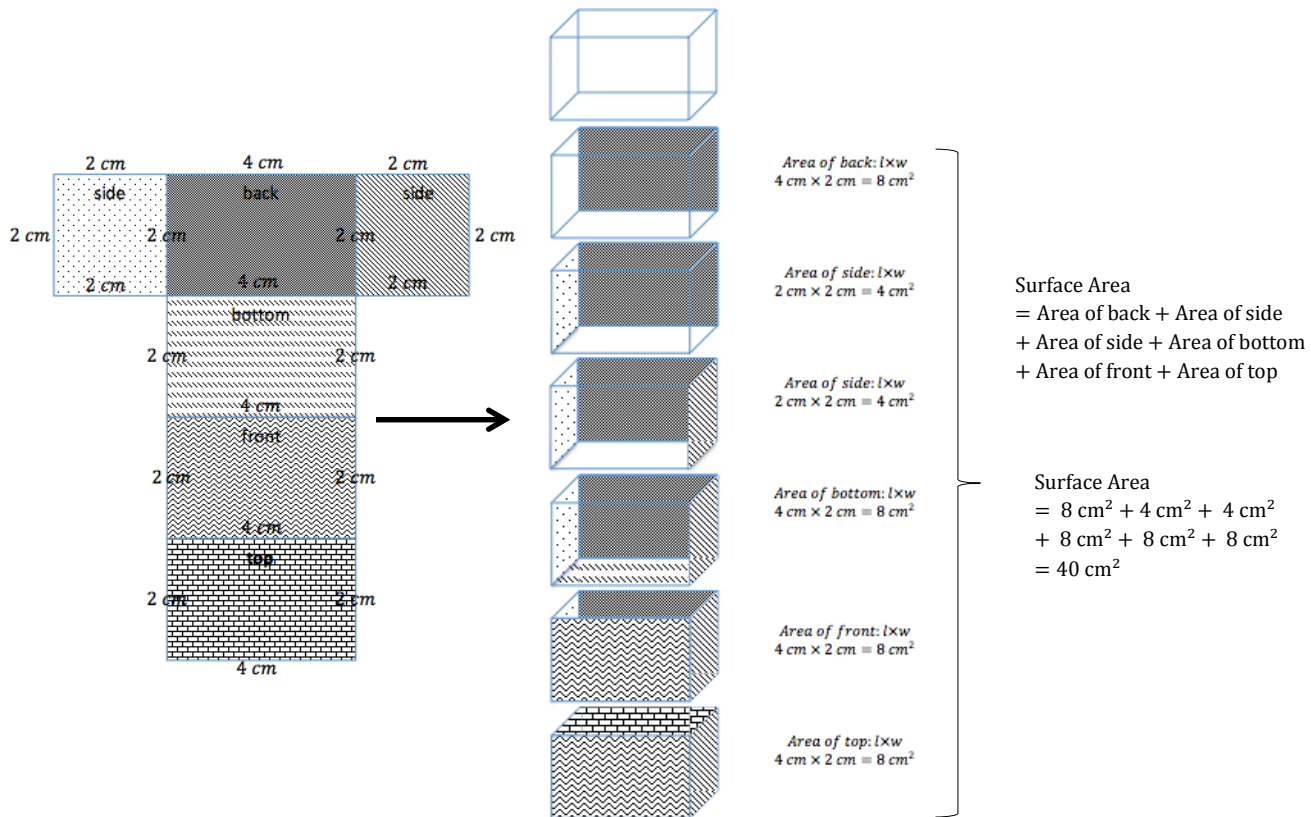 2 cm 4 cm 2 cm
side back side
2 cm 2 cm 2 cm 2 cm
2 cm 4 cm 2 cm
bottom
2 cm 2 cm
4 cm
front
2 cm 2 cm
4 cm
top
2 cm 2 cm
4 cm
Area of back: l×w
4 cm × 2 cm = 8 cm²
Area of side: l×w
2 cm × 2 cm = 4 cm²
Area of side: l×w
2 cm × 2 cm = 4 cm²
Area of bottom: l×w
4 cm × 2 cm = 8 cm²
Area of front: l×w
4 cm × 2 cm = 8 cm²
Area of top: l×w
4 cm × 2 cm = 8 cm²
Surface Area
= Area of back + Area of side
+ Area of side + Area of bottom
+ Area of front + Area of top
Surface Area
= 8 cm² + 4 cm² + 4 cm²
+ 8 cm² + 8 cm² + 8 cm²
= 40 cm²